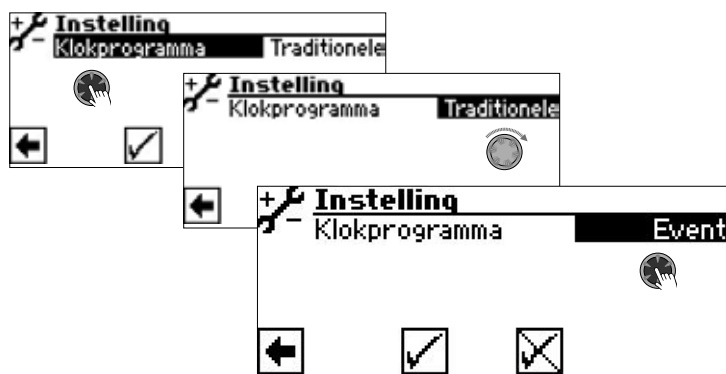 Instelling
Klokprogramma Traditionele
Instelling
Klokprogramma Traditionele
Instelling
Klokprogramma Event